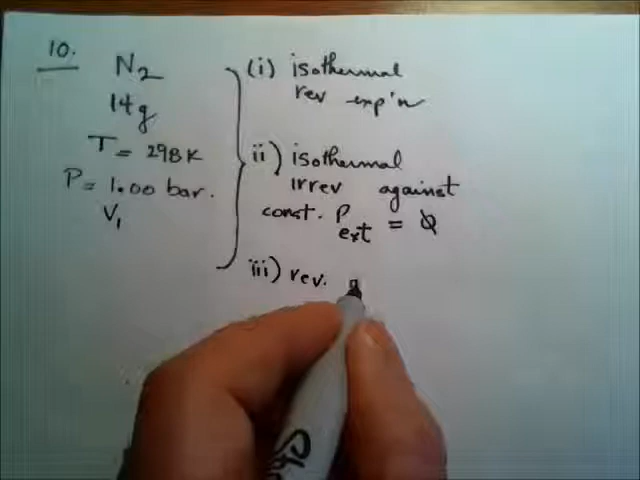 10.
N2
14g
T = 298K
P = 1.00 bar.
V1
(i) isothermal
rev exp'n
ii) isothermal
irrev against
const. Pext = 0
iii) rev.